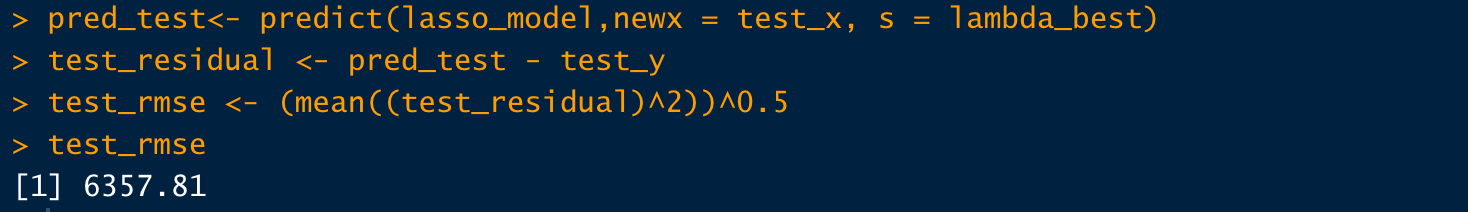 > pred_test<- predict(lasso_model,newx = test_x, s = lambda_best)
> test_residual <- pred_test - test_y
> test_rmse <- (mean((test_residual)^2))^0.5
> test_rmse
[1] 6357.81